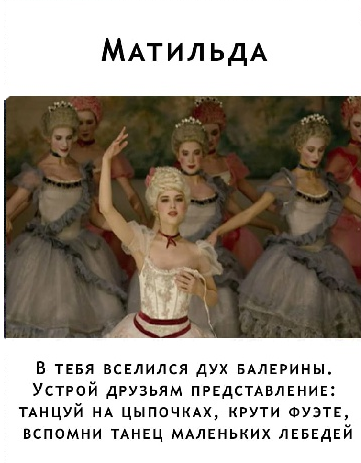 Матильда
В тебя вселился дух балерины.
Устрой друзьям представление:
танцуй на цыпочках, крути фуэте,
вспомни танец маленьких лебедей